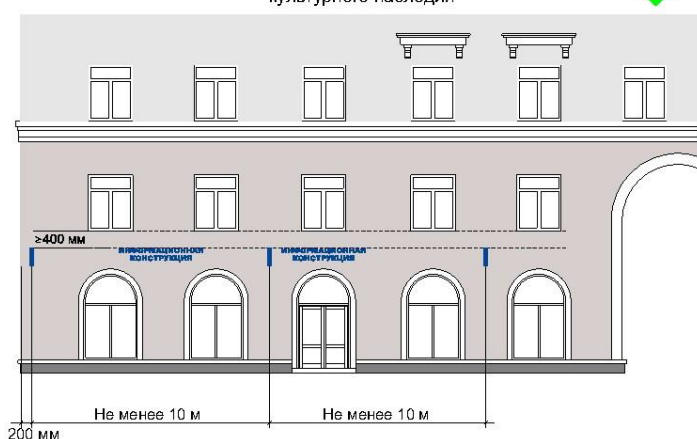 культурного наследия
≥400 мм
ИНФОРМАЦИОННАЯ
КОНСТРУКЦИЯ
ИНФОРМАЦИОННАЯ
КОНСТРУКЦИЯ
Не менее 10 м
Не менее 10 м
200 мм